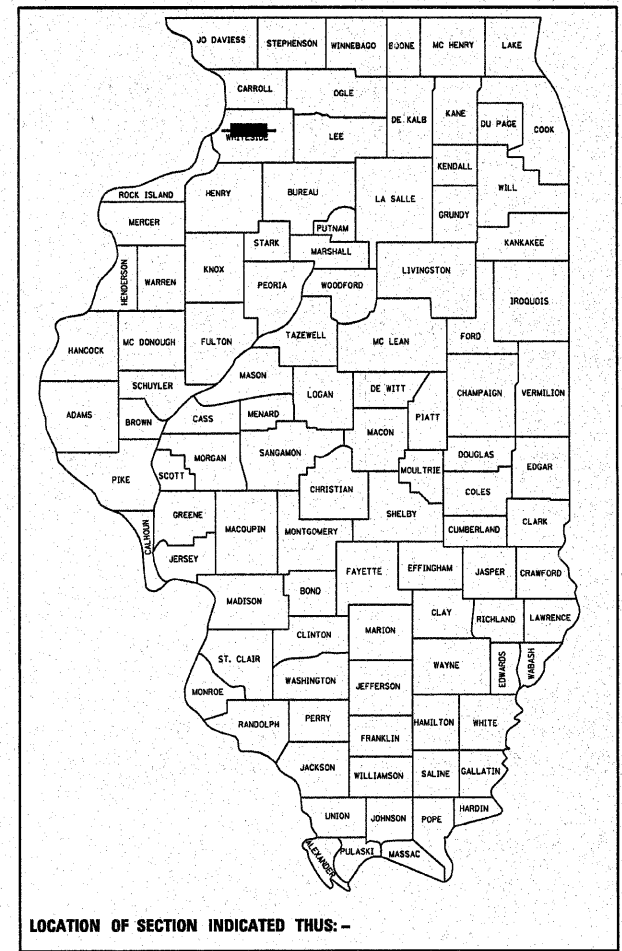 JO DAVIESS STEPHENSON WINNEBAGO BOONE MC HENRY LAKE
CARROLL OGLE DE KALB KANE DU PAGE COOK
WHITESIDE LEE
KENDALL WILL
ROCK ISLAND HENRY BUREAU LA SALLE GRUNDY
MERCER STARK PUTNAM MARSHALL KANKAKEE
HENDERSON WARREN KNOX PEORIA WOODFORD LIVINGSTON IROQUOIS
HANCOCK MC DONOUGH FULTON TAZEWELL MC LEAN FORD
MASON
SCHUYLER LOGAN DE WITT CHAMPAIGN VERMILION
ADAMS BROWN CASS MENARD MACON PIATT
MORGAN SANGAMON DOUGLAS EDGAR
PIKE SCOTT CHRISTIAN MOULTRIE COLES
GREENE MACOUPIN MONTGOMERY SHELBY CUMBERLAND CLARK
CALHOUN JERSEY
FAYETTE EFFINGHAM JASPER CRAWFORD
MADISON BOND
CLAY RICHLAND LAWRENCE
CLINTON MARION
ST. CLAIR WAYNE EDWARDS WABASH
WASHINGTON JEFFERSON
MONROE
RANDOLPH PERRY HAMILTON WHITE
FRANKLIN
JACKSON WILLIAMSON SALINE GALLATIN
UNION JOHNSON POPE HARDIN
ALEXANDER PULASKI MASSAC
LOCATION OF SECTION INDICATED THUS: -